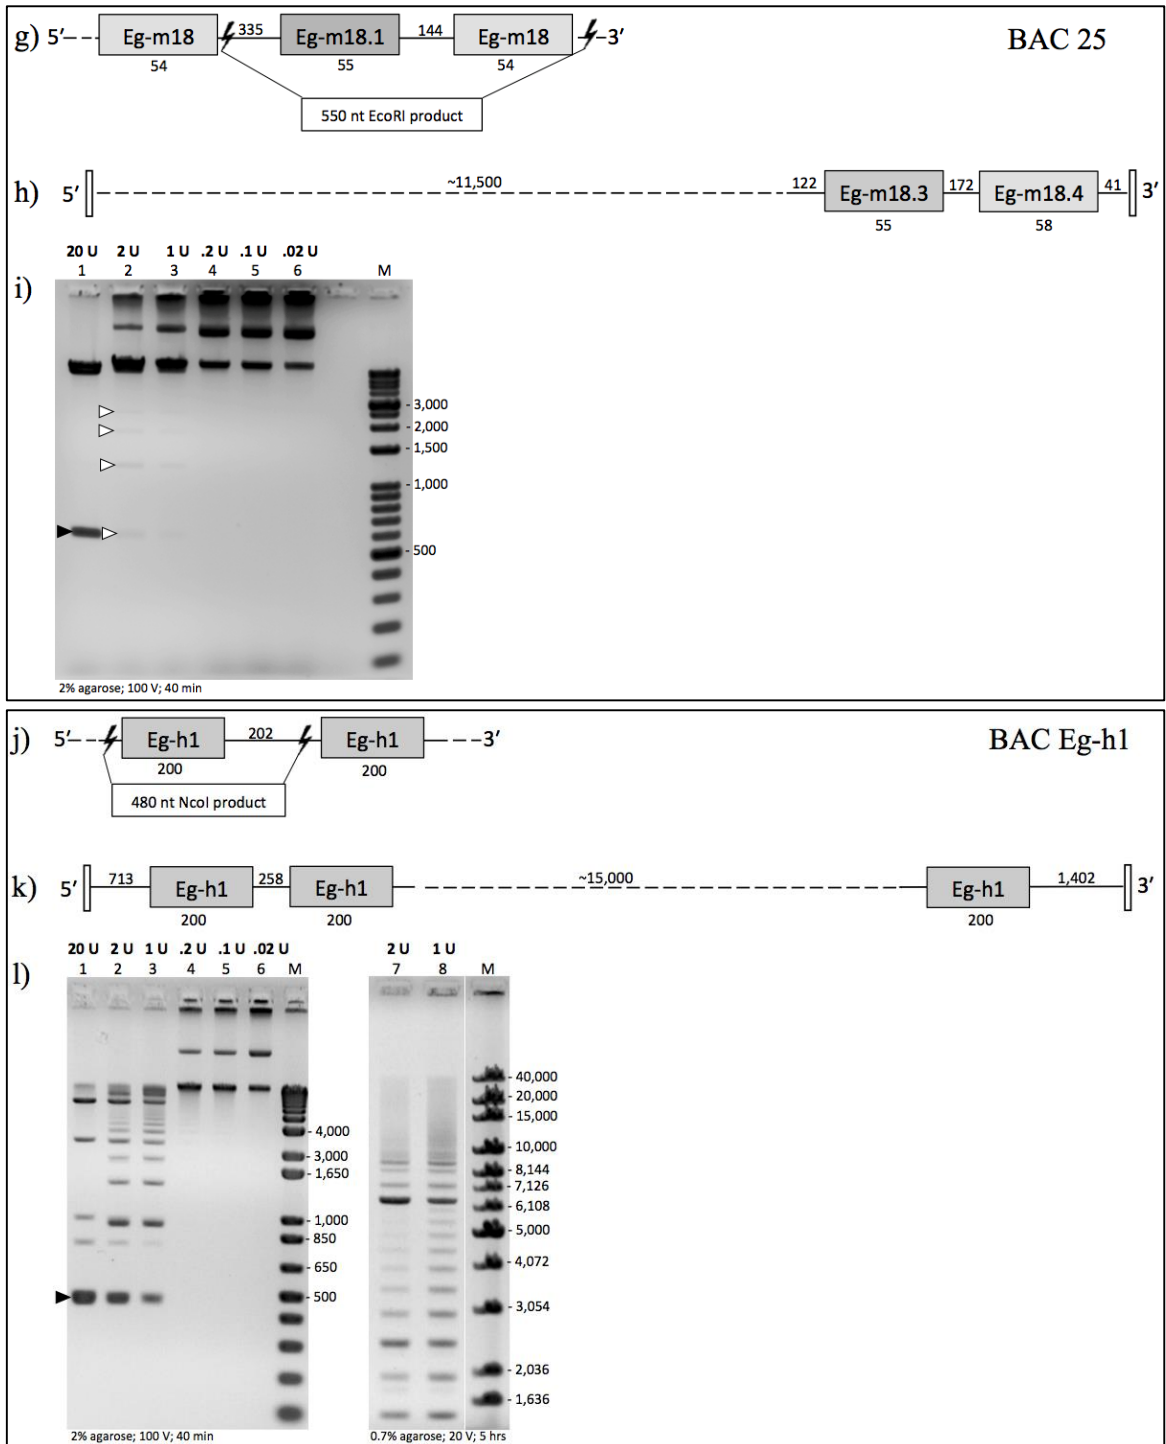 g) 5′ Eg-m18 335 Eg-m18.1 144 Eg-m18 3′ BAC 25
54 55 54
550 nt EcoRI product
h) 5′ ~11,500 122 Eg-m18.3 172 Eg-m18.4 41 3′
55 58
20 U 2 U 1 U .2 U .1 U .02 U
1 2 3 4 5 6 M
i)
- 3,000
- 2,000
- 1,500
- 1,000
- 500
2% agarose; 100 V; 40 min
j) 5′ Eg-h1 202 Eg-h1 3′ BAC Eg-h1
200 200
480 nt NcoI product
k) 5′ 713 Eg-h1 258 Eg-h1 ~15,000 Eg-h1 1,402 3′
200 200 200
20 U 2 U 1 U .2 U .1 U .02 U 2 U 1 U
l) 1 2 3 4 5 6 M 7 8 M
- 4,000
- 3,000
- 1,650
- 1,000
- 850
- 650
- 500
- 40,000
- 20,000
- 15,000
- 10,000
- 8,144
- 7,126
- 6,108
- 5,000
- 4,072
- 3,054
- 2,036
- 1,636
2% agarose; 100 V; 40 min 0.7% agarose; 20 V; 5 hrs